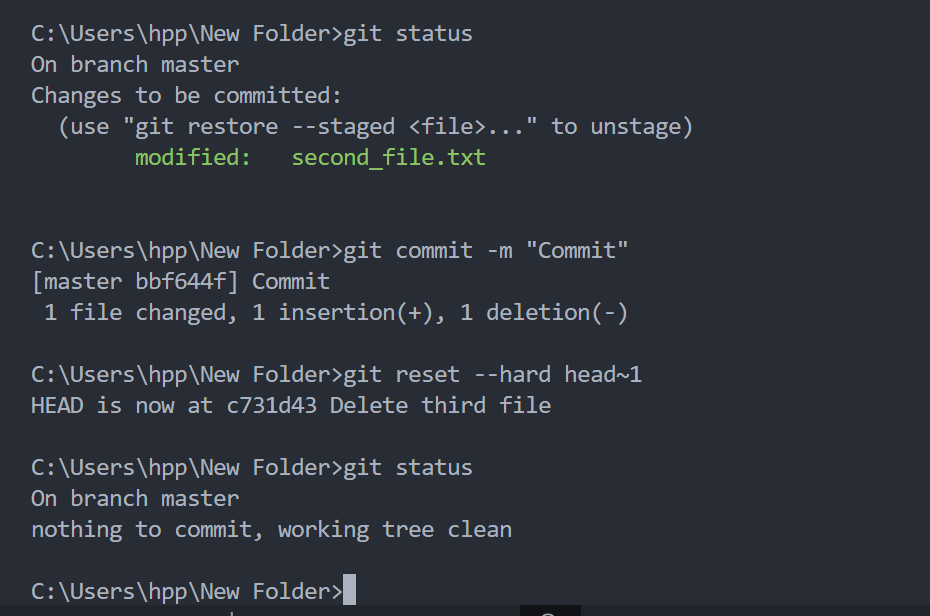 C:\Users\hpp\New Folder>git status
On branch master
Changes to be committed:
  (use "git restore --staged <file>..." to unstage)
        modified:   second_file.txt
C:\Users\hpp\New Folder>git commit -m "Commit"
[master bbf644f] Commit
 1 file changed, 1 insertion(+), 1 deletion(-)
C:\Users\hpp\New Folder>git reset --hard head~1
HEAD is now at c731d43 Delete third file
C:\Users\hpp\New Folder>git status
On branch master
nothing to commit, working tree clean
C:\Users\hpp\New Folder>